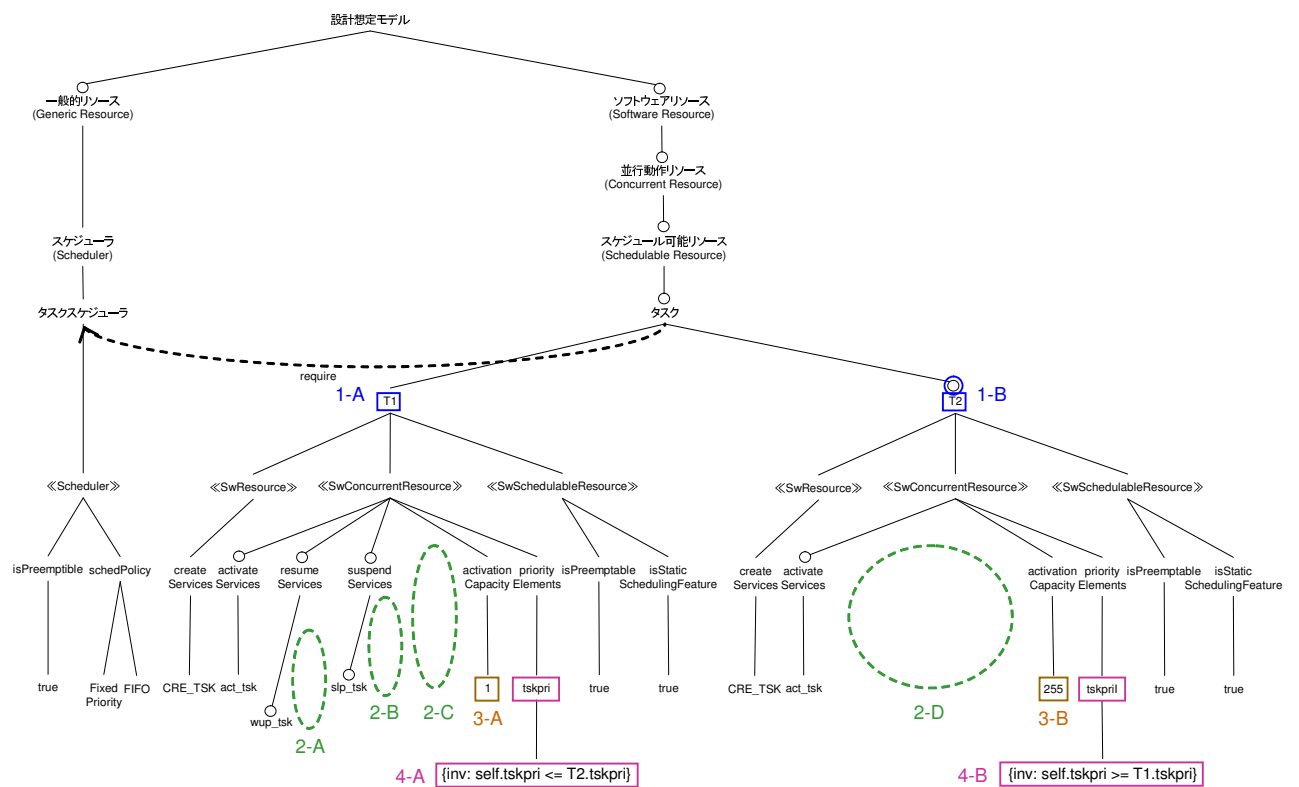 設計想定モデル
一般的リソース
(Generic Resource)
ソフトウェアリソース
(Software Resource)
並行動作リソース
(Concurrent Resource)
スケジューラ
(Scheduler)
スケジュール可能リソース
(Schedulable Resource)
タスクスケジューラ
タスク
require
1-A
T1
T2
1-B
≪Scheduler≫
≪SwResource≫
≪SwConcurrentResource≫
≪SwSchedulableResource≫
≪SwResource≫
≪SwConcurrentResource≫
≪SwSchedulableResource≫
isPreemptible
schedPolicy
create
Services
activate
Services
resume
Services
suspend
Services
activation
Capacity
priority
Elements
isPreemptable
isStatic
SchedulingFeature
create
Services
activate
Services
activation
Capacity
priority
Elements
isPreemptable
isStatic
SchedulingFeature
true
Fixed
Priority
FIFO
CRE_TSK
act_tsk
wup_tsk
2-A
slp_tsk
2-B
2-C
1
3-A
tskpri
true
true
CRE_TSK
act_tsk
2-D
255
3-B
tskpriI
true
true
4-A
{inv: self.tskpri <= T2.tskpri}
4-B
{inv: self.tskpri >= T1.tskpri}